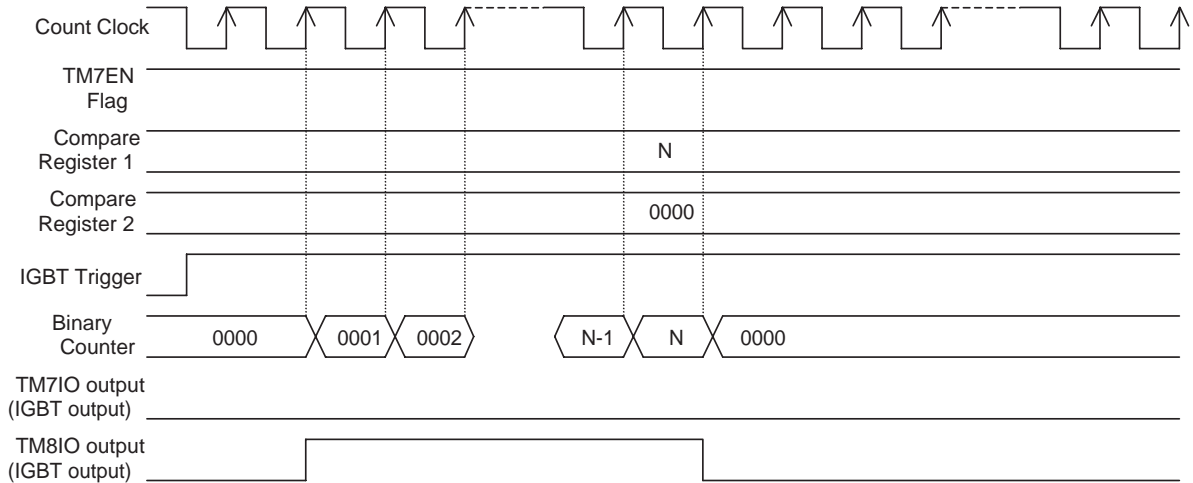 Count Clock
TM7EN
Flag
Compare
Register 1
N
Compare
Register 2
0000
IGBT Trigger
Binary
Counter
0000 0001 0002 N-1 N 0000
TM7IO output
(IGBT output)
TM8IO output
(IGBT output)